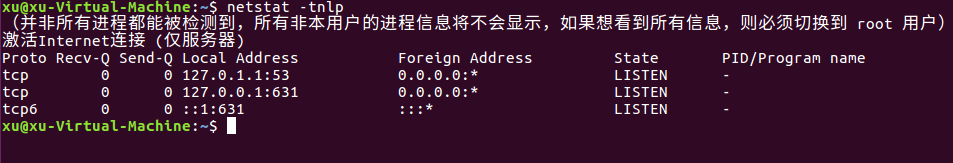 xu@xu-Virtual-Machine:~$ netstat -tnlp
（并非所有进程都能被检测到，所有非本用户的进程信息将不会显示，如果想看到所有信息，则必须切换到 root 用户）
激活Internet连接 (仅服务器)
Proto Recv-Q Send-Q Local Address           Foreign Address         State       PID/Program name
tcp        0      0 127.0.1.1:53            0.0.0.0:*               LISTEN      -
tcp        0      0 127.0.0.1:631           0.0.0.0:*               LISTEN      -
tcp6       0      0 ::1:631                 :::*                    LISTEN      -
xu@xu-Virtual-Machine:~$